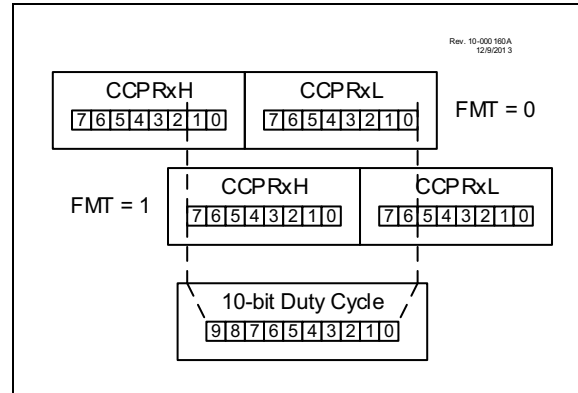 Rev. 10-000 160A
12/9/2013
CCPRxH CCPRxL
7 6 5 4 3 2 1 0 7 6 5 4 3 2 1 0 FMT = 0
CCPRxH CCPRxL
FMT = 1 7 6 5 4 3 2 1 0 7 6 5 4 3 2 1 0
10-bit Duty Cycle
9 8 7 6 5 4 3 2 1 0